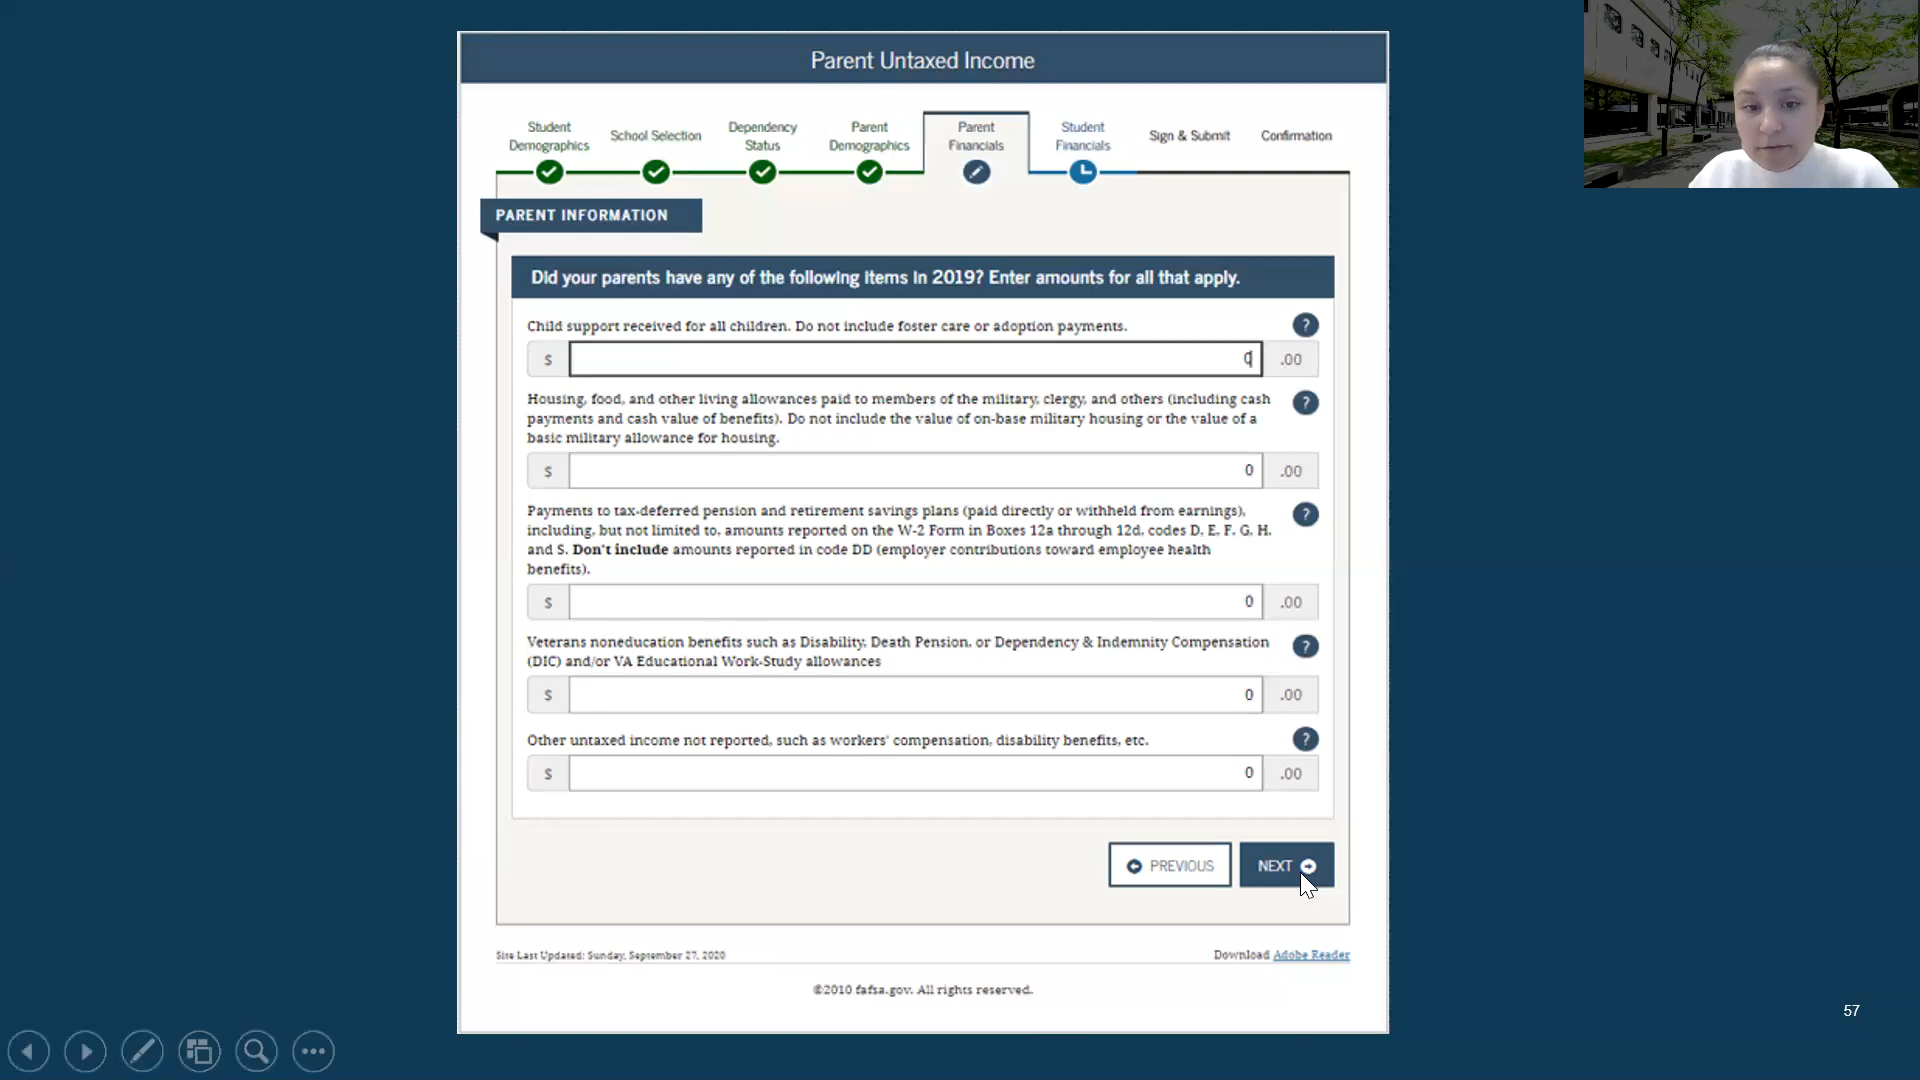 Parent Untaxed Income
Student
Demographics
School Selection
Dependency
Status
Parent
Demographics
Parent
Financials
Student
Financials
Sign & Submit
Confirmation
PARENT INFORMATION
Did your parents have any of the following items in 2019? Enter amounts for all that apply.
Child support received for all children. Do not include foster care or adoption payments. ?
$ 0 .00
Housing, food, and other living allowances paid to members of the military, clergy, and others (including cash ?
payments and cash value of benefits). Do not include the value of on-base military housing or the value of a
basic military allowance for housing.
$ 0 .00
Payments to tax-deferred pension and retirement savings plans (paid directly or withheld from earnings), ?
including, but not limited to, amounts reported on the W-2 Form in Boxes 12a through 12d, codes D, E, F, G, H,
and S. Don't include amounts reported in code DD (employer contributions toward employee health
benefits).
$ 0 .00
Veterans noneducation benefits such as Disability, Death Pension, or Dependency & Indemnity Compensation ?
(DIC) and/or VA Educational Work-Study allowances
$ 0 .00
Other untaxed income not reported, such as workers' compensation, disability benefits, etc. ?
$ 0 .00
PREVIOUS
NEXT
Site Last Updated: Sunday, September 27, 2020
Download Adobe Reader
©2010 fafsa.gov. All rights reserved.
57